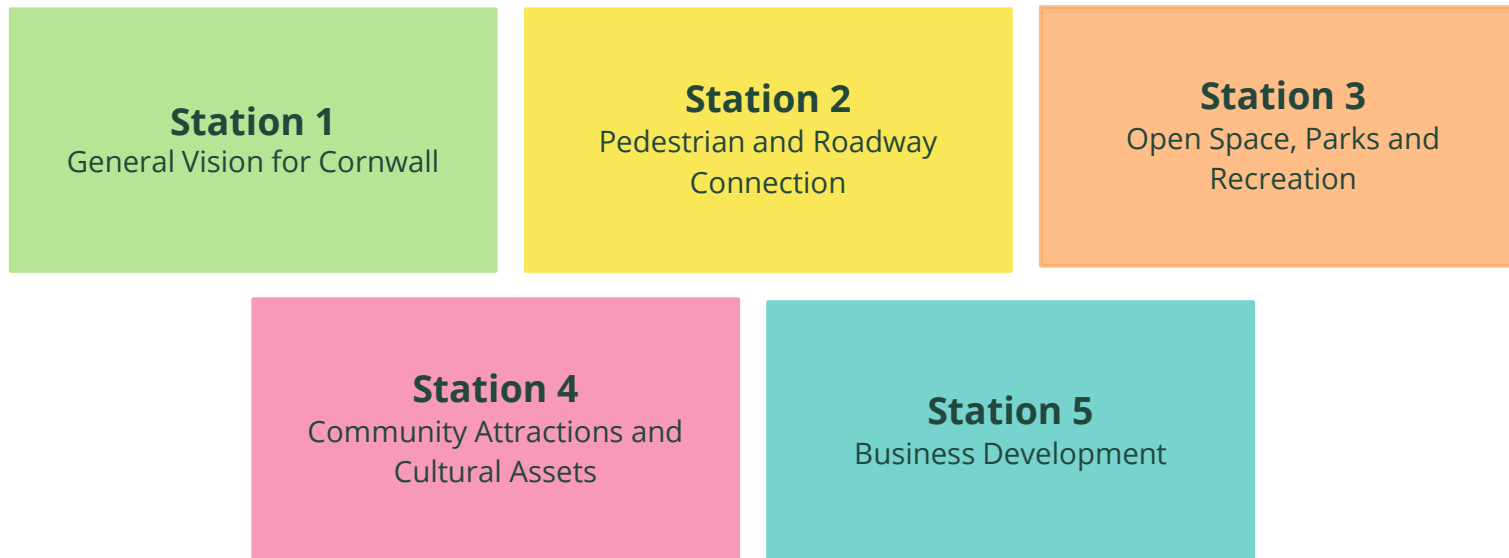 Station 1
General Vision for Cornwall
Station 2
Pedestrian and Roadway
Connection
Station 3
Open Space, Parks and
Recreation
Station 4
Community Attractions and
Cultural Assets
Station 5
Business Development